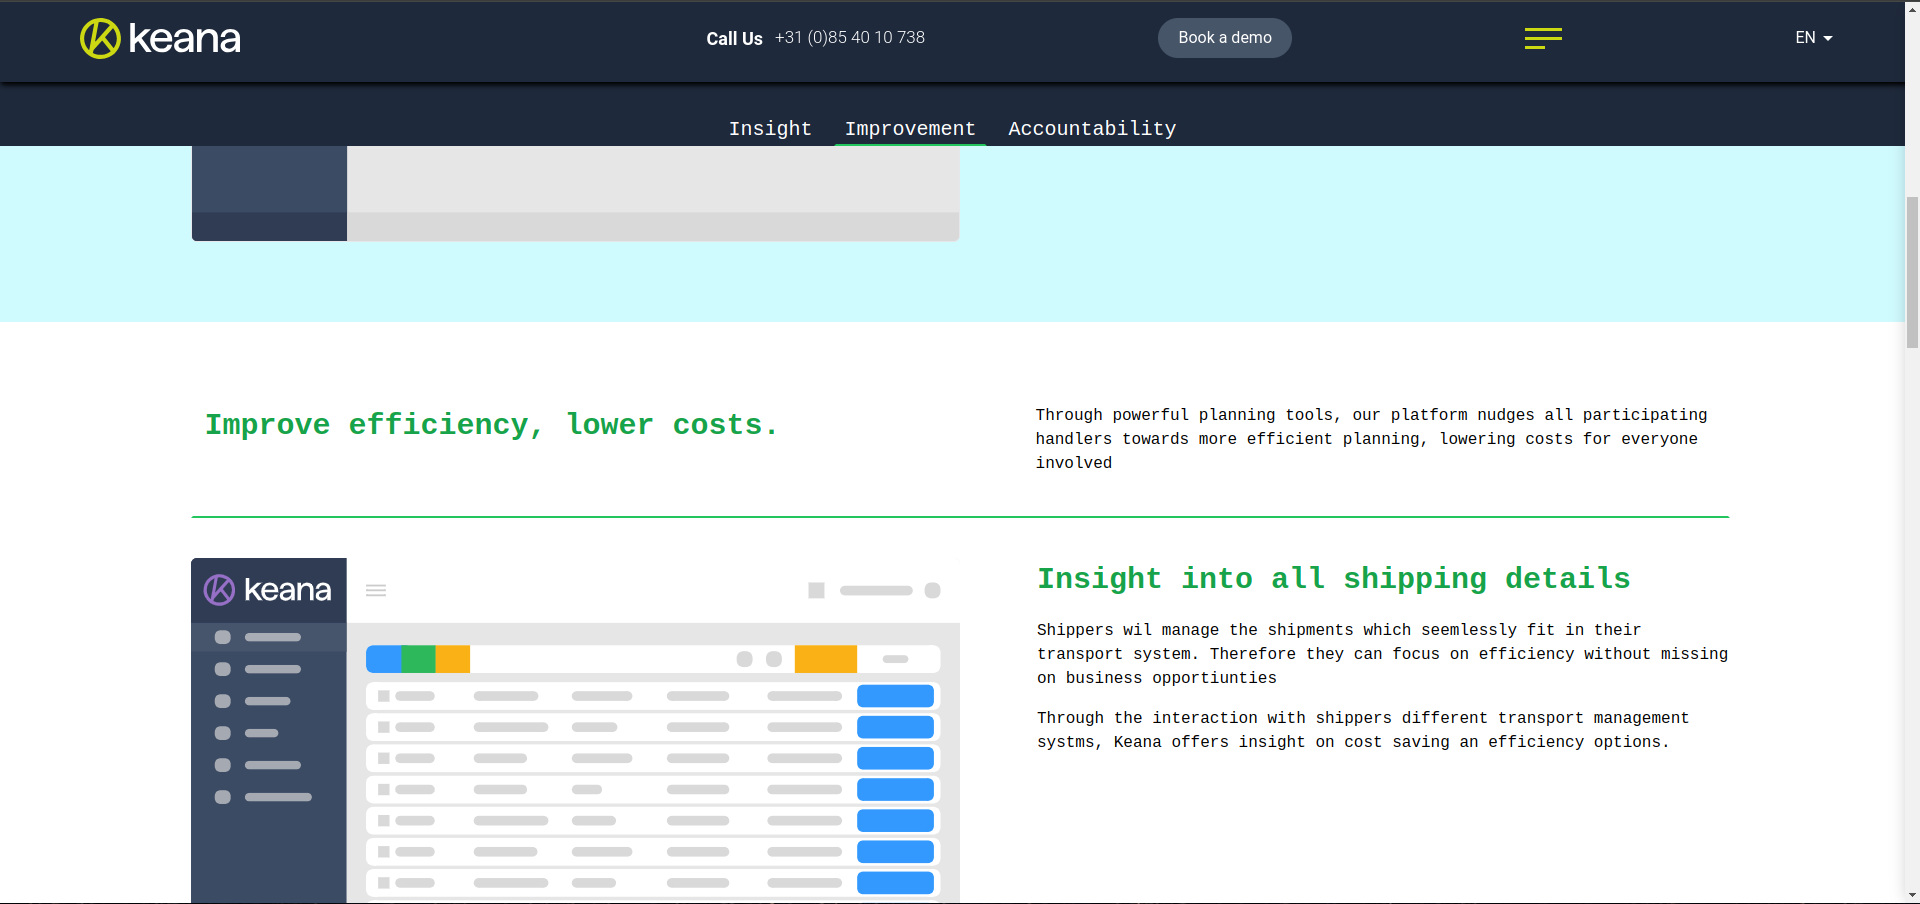 keana
Call Us +31 (0)85 40 10 738
Book a demo
EN
Insight Improvement Accountability
Improve efficiency, lower costs.
Through powerful planning tools, our platform nudges all participating
handlers towards more efficient planning, lowering costs for everyone
involved
keana
Insight into all shipping details
Shippers wil manage the shipments which seemlessly fit in their
transport system. Therefore they can focus on efficiency without missing
on business opportiunties
Through the interaction with shippers different transport management
systms, Keana offers insight on cost saving an efficiency options.